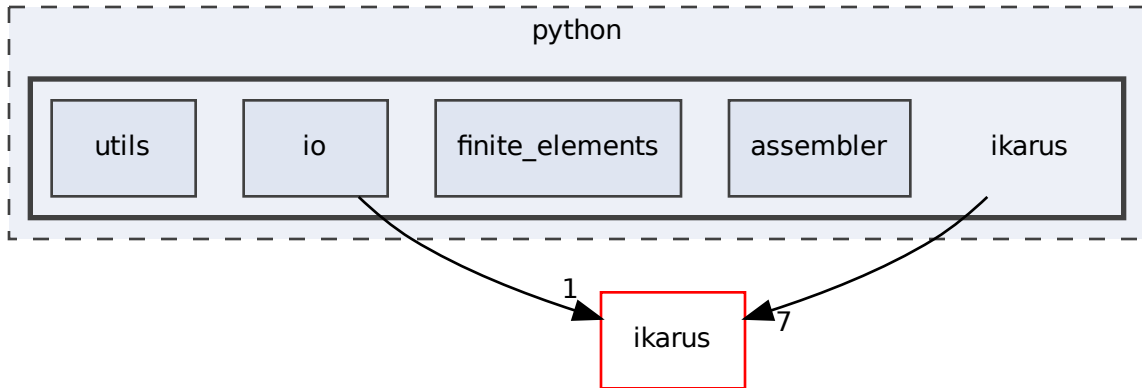 python
utils
io
finite_elements
assembler
ikarus
1
7
ikarus